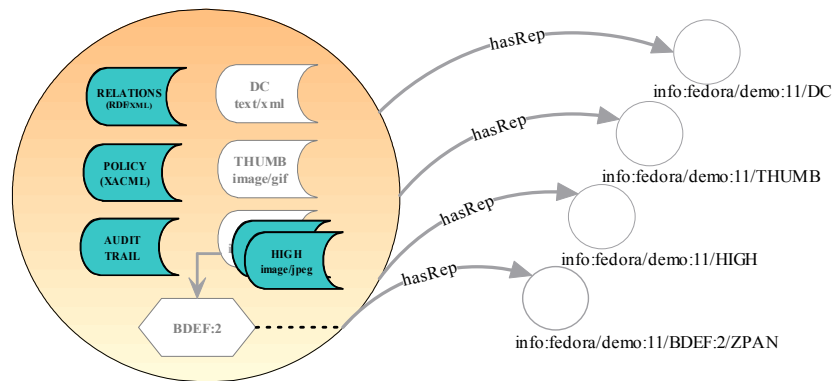 RELATIONS
(RDF/XML)
DC
text/xml
POLICY
(XACML)
THUMB
image/gif
AUDIT
TRAIL
HIGH
image/jpeg
BDEF:2
hasRep
info:fedora/demo:11/DC
hasRep
info:fedora/demo:11/THUMB
hasRep
info:fedora/demo:11/HIGH
hasRep
info:fedora/demo:11/BDEF:2/ZPAN